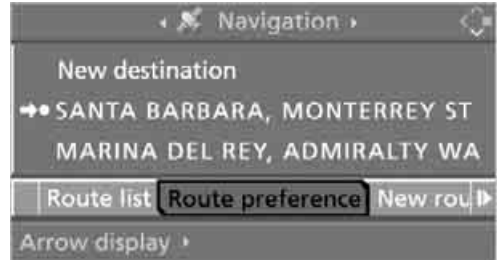 Navigation
New destination
SANTA BARBARA, MONTERREY ST
MARINA DEL REY, ADMIRALTY WA
Route list Route preference New rou
Arrow display